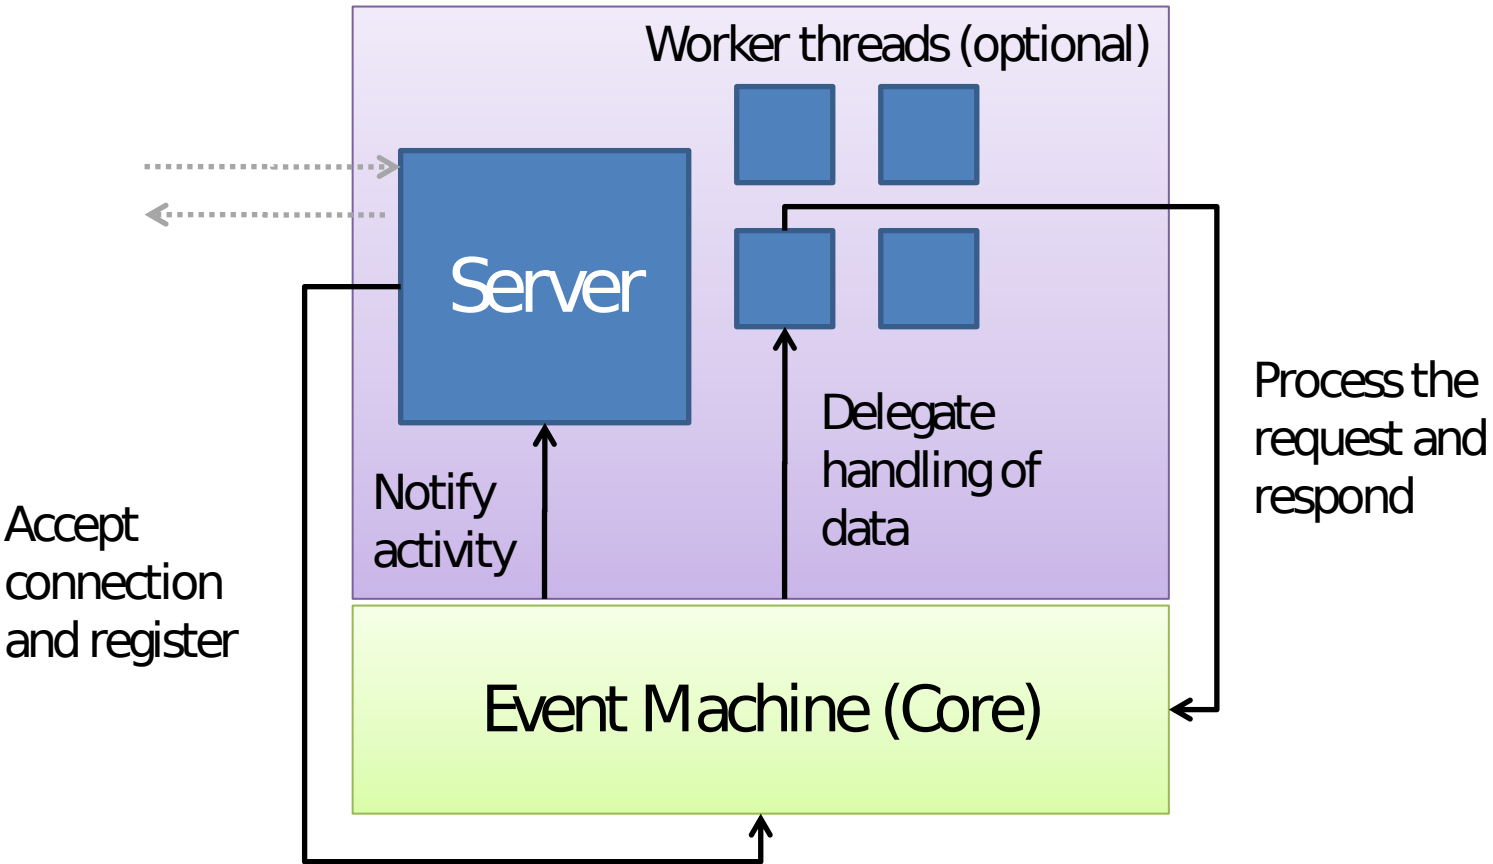 Worker threads (optional)
Server
Process the
request and
respond
Delegate
handling of
data
Notify
activity
Accept
connection
and register
Event Machine (Core)